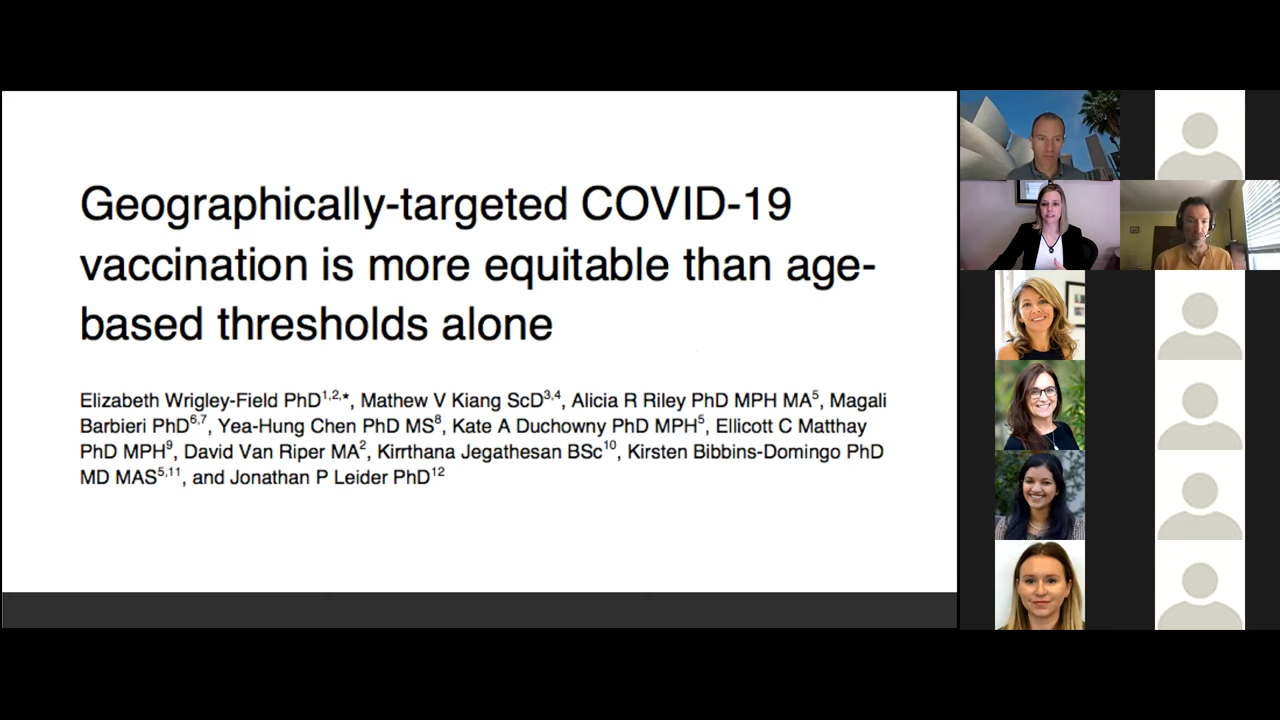 Geographically-targeted COVID-19
vaccination is more equitable than age-
based thresholds alone
Elizabeth Wrigley-Field PhD1,2,*, Mathew V Kiang ScD3,4, Alicia R Riley PhD MPH MA5, Magali
Barbieri PhD6,7, Yea-Hung Chen PhD MS8, Kate A Duchowny PhD MPH5, Ellicott C Matthay
PhD MPH9, David Van Riper MA2, Kirrthana Jegathesan BSc10, Kirsten Bibbins-Domingo PhD
MD MAS5,11, and Jonathan P Leider PhD12